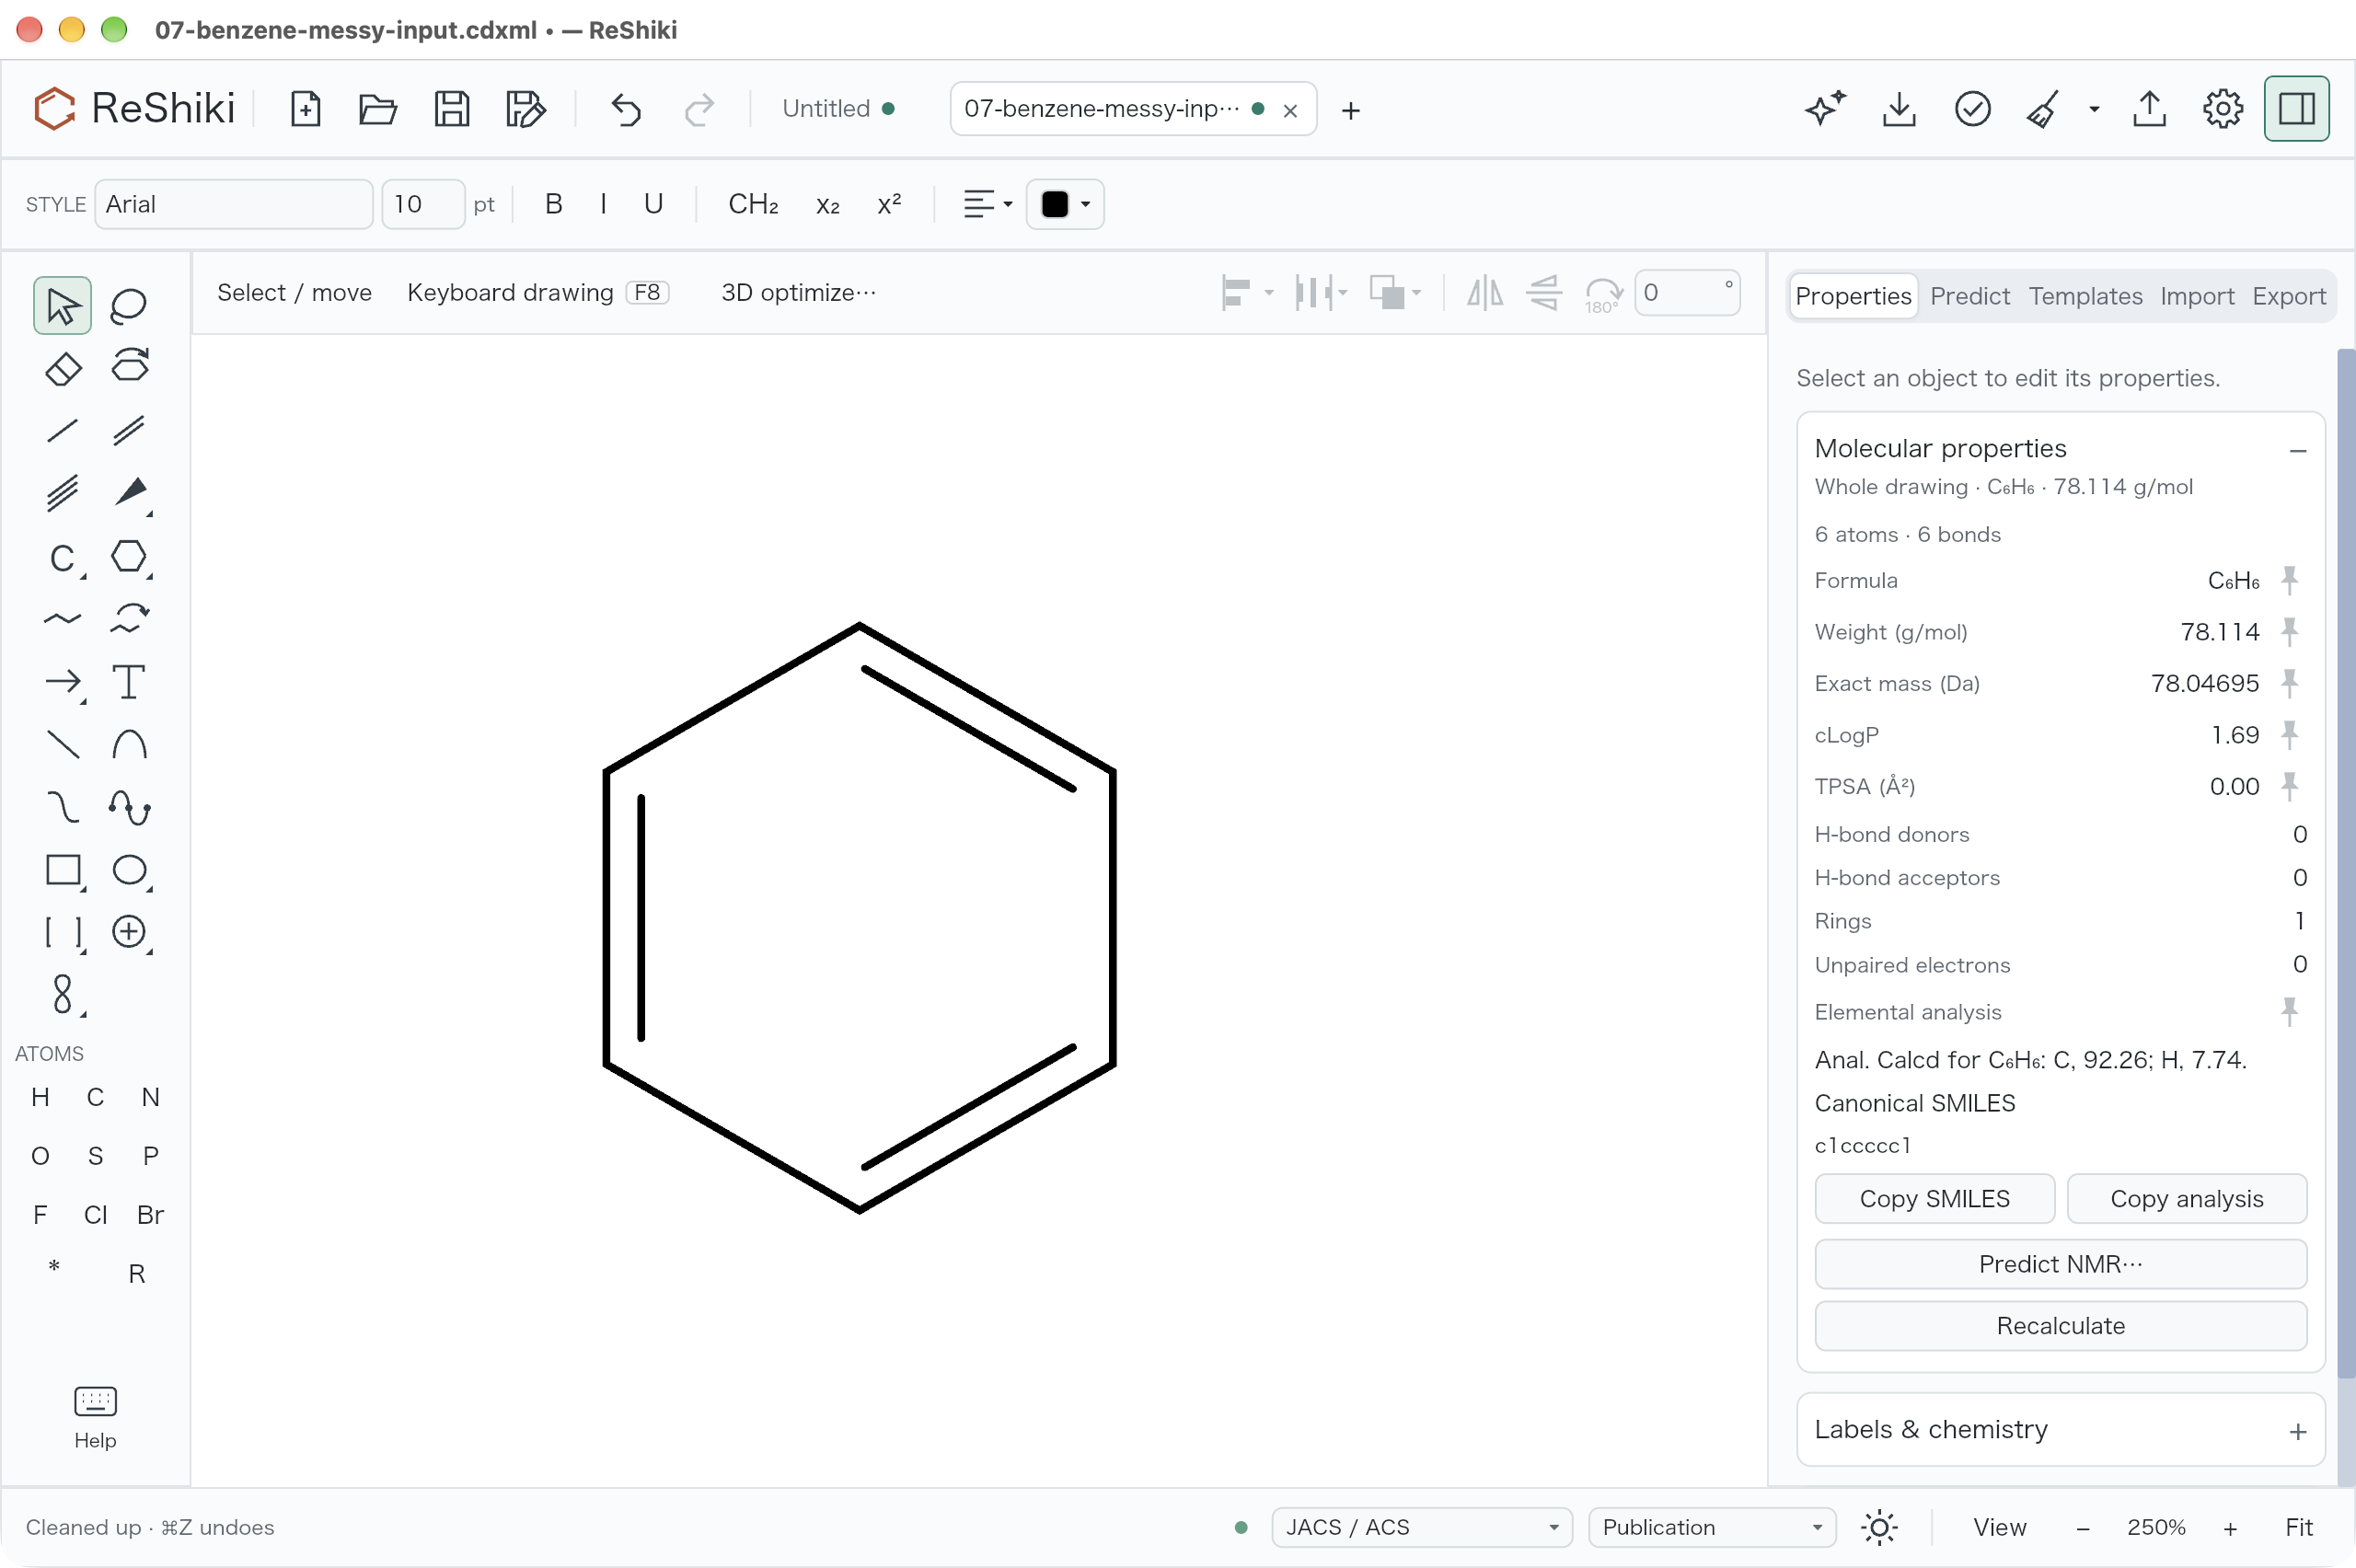 07-benzene-messy-input.cdxml • — ReShiki
ReShiki
Untitled
07-benzene-messy-inp…
STYLE Arial 10 pt B I U CH₂ x₂ x²
Select / move Keyboard drawing F8 3D optimize…
180° 0 °
Properties Predict Templates Import Export
Select an object to edit its properties.
Molecular properties
Whole drawing · C₆H₆ · 78.114 g/mol
6 atoms · 6 bonds
Formula C₆H₆
Weight (g/mol) 78.114
Exact mass (Da) 78.04695
cLogP 1.69
TPSA (Å²) 0.00
H-bond donors 0
H-bond acceptors 0
Rings 1
Unpaired electrons 0
Elemental analysis
Anal. Calcd for C₆H₆: C, 92.26; H, 7.74.
Canonical SMILES
c1ccccc1
Copy SMILES Copy analysis
Predict NMR…
Recalculate
Labels & chemistry
C
T
[ ]
ATOMS
H C N
O S P
F Cl Br
* R
Help
Cleaned up · ⌘Z undoes
JACS / ACS Publication View − 250% + Fit